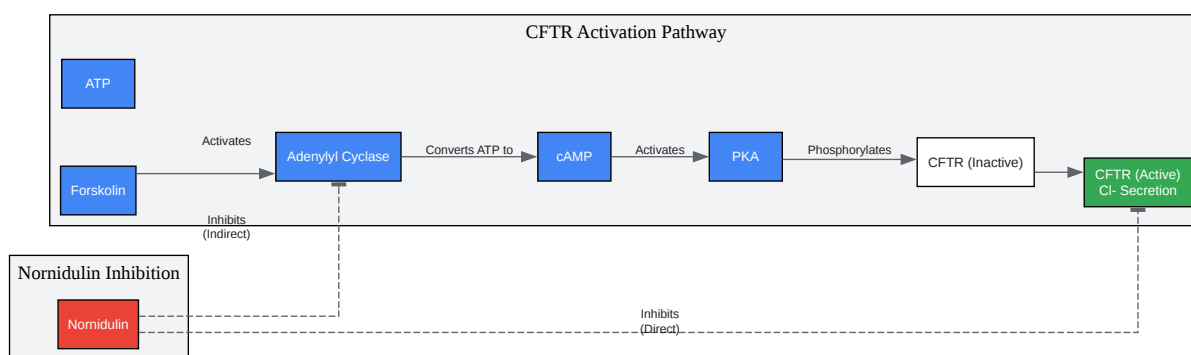 CFTR Activation Pathway
ATP
Activates
Adenylyl Cyclase
Converts ATP to
cAMP
Activates
PKA
Phosphorylates
CFTR (Inactive)
CFTR (Active)
Cl- Secretion
Forskolin
Inhibits
(Indirect)
Nornidulin Inhibition
Nornidulin
Inhibits
(Direct)